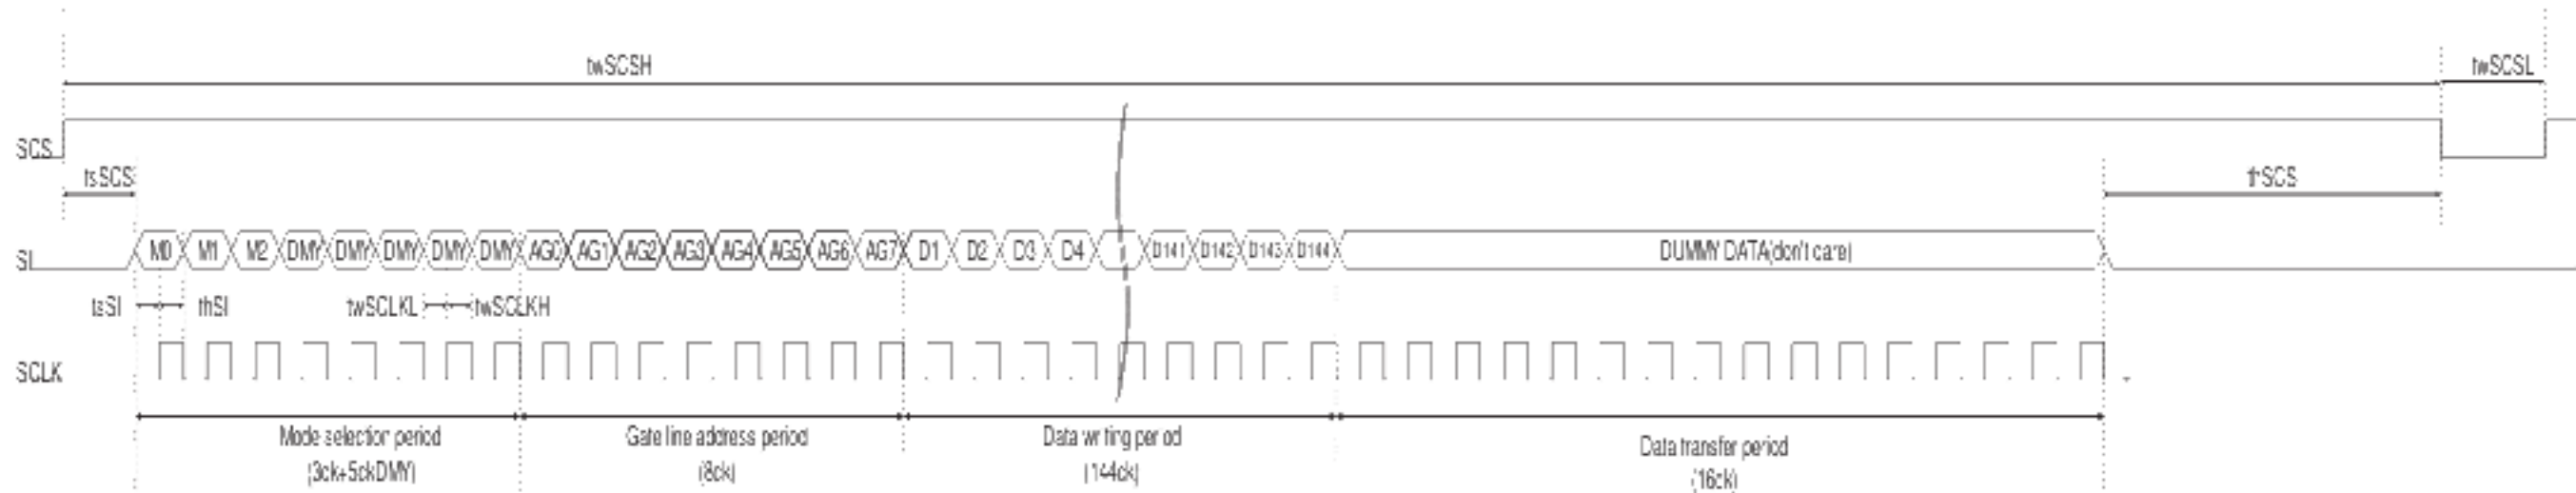 twSCSH twSCSL
SCS
tsSCS thSCS
SI M0 M1 M2 DMY DMY DMY DMY DMY AG0 AG1 AG2 AG3 AG4 AG5 AG6 AG7 D1 D2 D3 D4 D141 D142 D143 D144 DUMMY DATA(don't care)
tsSI thSI twSCLKL twSCLKH
SCLK
Mode selection period Gate line address period Data writing period Data transfer period
(3ck+5ckDMY) (8ck) (144ck) (16ck)